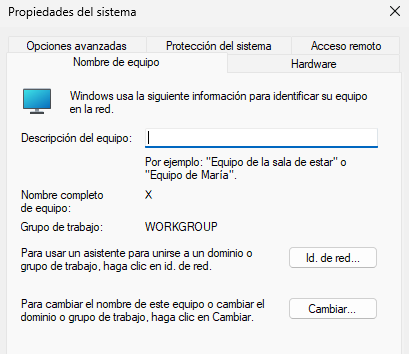 Propiedades del sistema
Opciones avanzadas Protección del sistema Acceso remoto
Nombre de equipo Hardware
Windows usa la siguiente información para identificar su equipo
en la red.
Descripción del equipo:
Por ejemplo: "Equipo de la sala de estar" o
"Equipo de María".
Nombre completo X
de equipo:
Grupo de trabajo: WORKGROUP
Para usar un asistente para unirse a un dominio o Id. de red...
grupo de trabajo, haga clic en id. de red.
Para cambiar el nombre de este equipo o cambiar el Cambiar...
dominio o grupo de trabajo, haga clic en Cambiar.